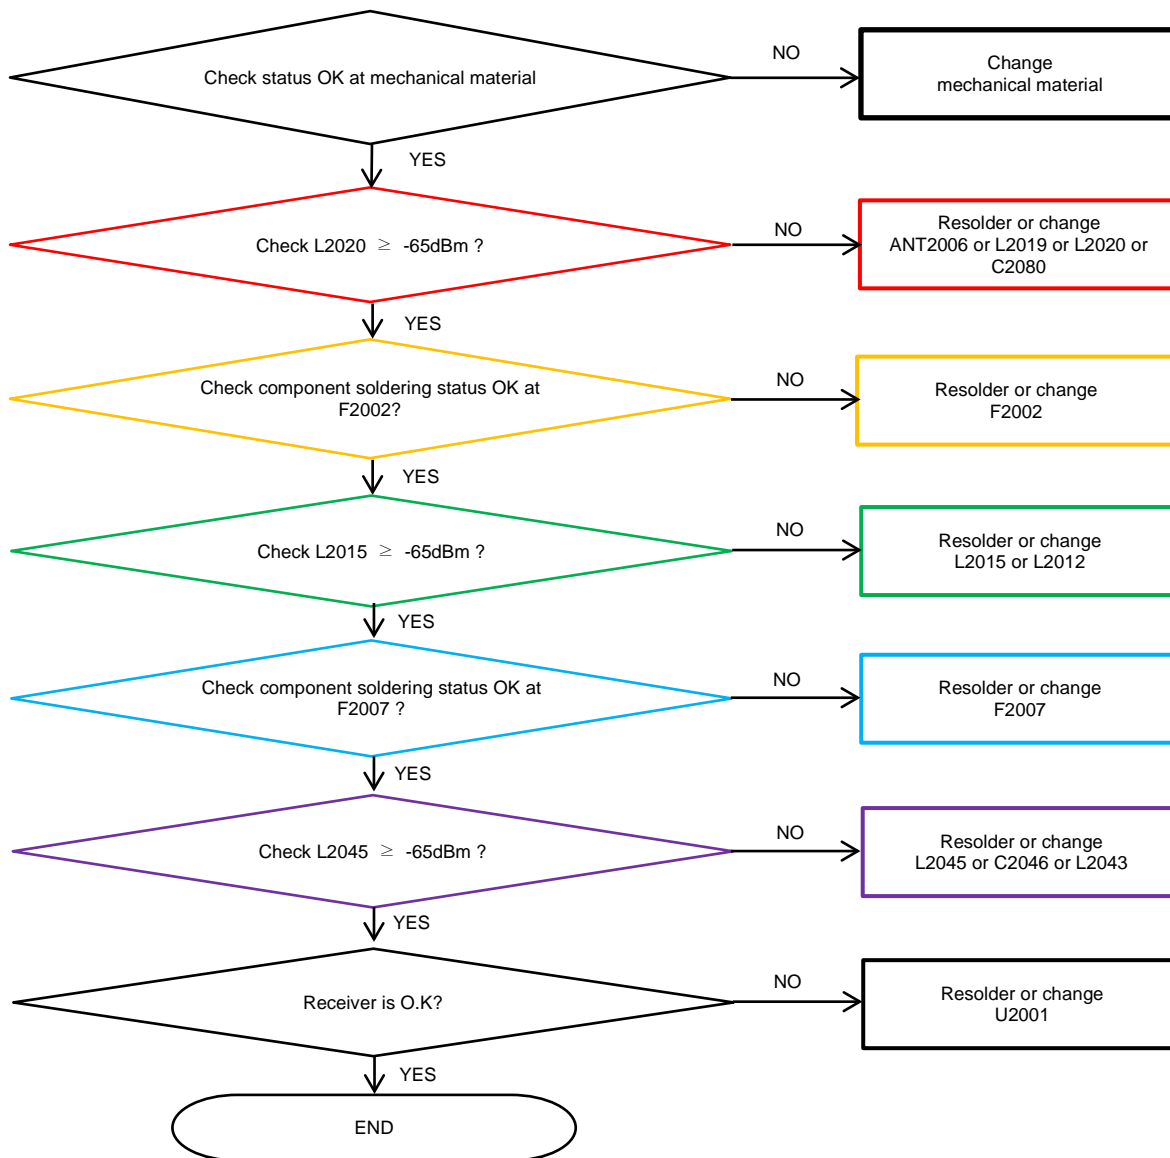 Check status OK at mechanical material
NO
Change
mechanical material
YES
Check L2020 ≥ -65dBm ?
NO
Resolder or change
ANT2006 or L2019 or L2020 or
C2080
YES
Check component soldering status OK at
F2002?
NO
Resolder or change
F2002
YES
Check L2015 ≥ -65dBm ?
NO
Resolder or change
L2015 or L2012
YES
Check component soldering status OK at
F2007 ?
NO
Resolder or change
F2007
YES
Check L2045 ≥ -65dBm ?
NO
Resolder or change
L2045 or C2046 or L2043
YES
Receiver is O.K?
NO
Resolder or change
U2001
YES
END